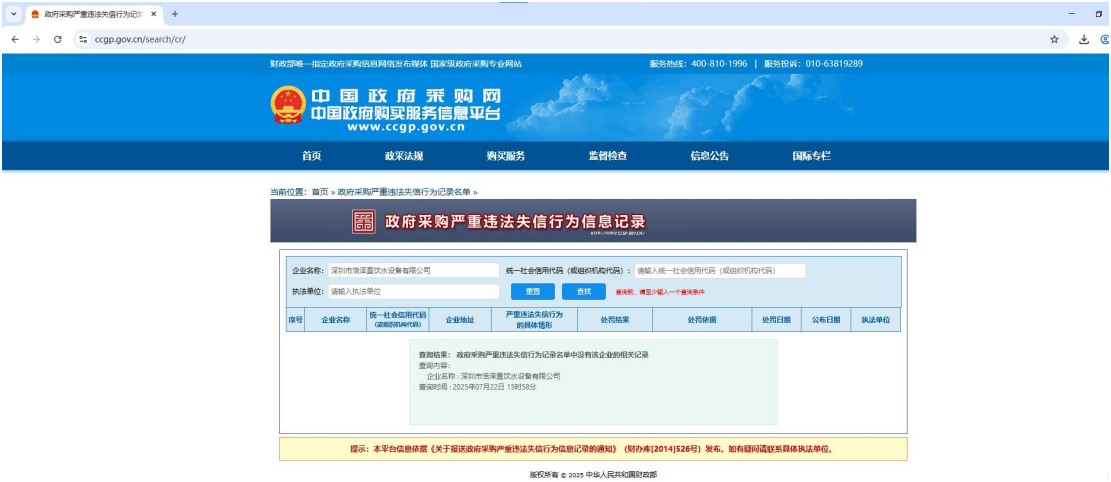 政府采购严重违法失信行为记录
ccgp.gov.cn/search/cr/
财政部唯一指定政府采购信息网络发布媒体 国家级政府采购专业网站
服务热线：400-810-1996 | 服务投诉：010-63819289
中国政府采购网
中国政府购买服务信息平台
www.ccgp.gov.cn
首页 政采法规 购买服务 监督检查 信息公告 国际专栏
当前位置：首页 » 政府采购严重违法失信行为记录名单 »
政府采购严重违法失信行为信息记录
HTTP://WWW.CCGP.GOV.CN/
企业名称：深圳市浩泽直饮水设备有限公司 统一社会信用代码（或组织机构代码）：请输入统一社会信用代码（或组织机构代码）
执法单位：请输入执法单位 重置 查找 查询前，请至少输入一个查询条件
序号 企业名称 统一社会信用代码 企业地址 严重违法失信行为 处罚结果 处罚依据 处罚日期 公布日期 执法单位
（或组织机构代码） 的具体情形
查询结果：政府采购严重违法失信行为记录名单中没有该企业的相关记录
查询内容：
企业名称：深圳市浩泽直饮水设备有限公司
查询时间：2025年07月22日 15时58分
提示：本平台信息依据《关于报送政府采购严重违法失信行为信息记录的通知》（财办库[2014]526号）发布。如有疑问请联系具体执法单位。
版权所有 © 2025 中华人民共和国财政部